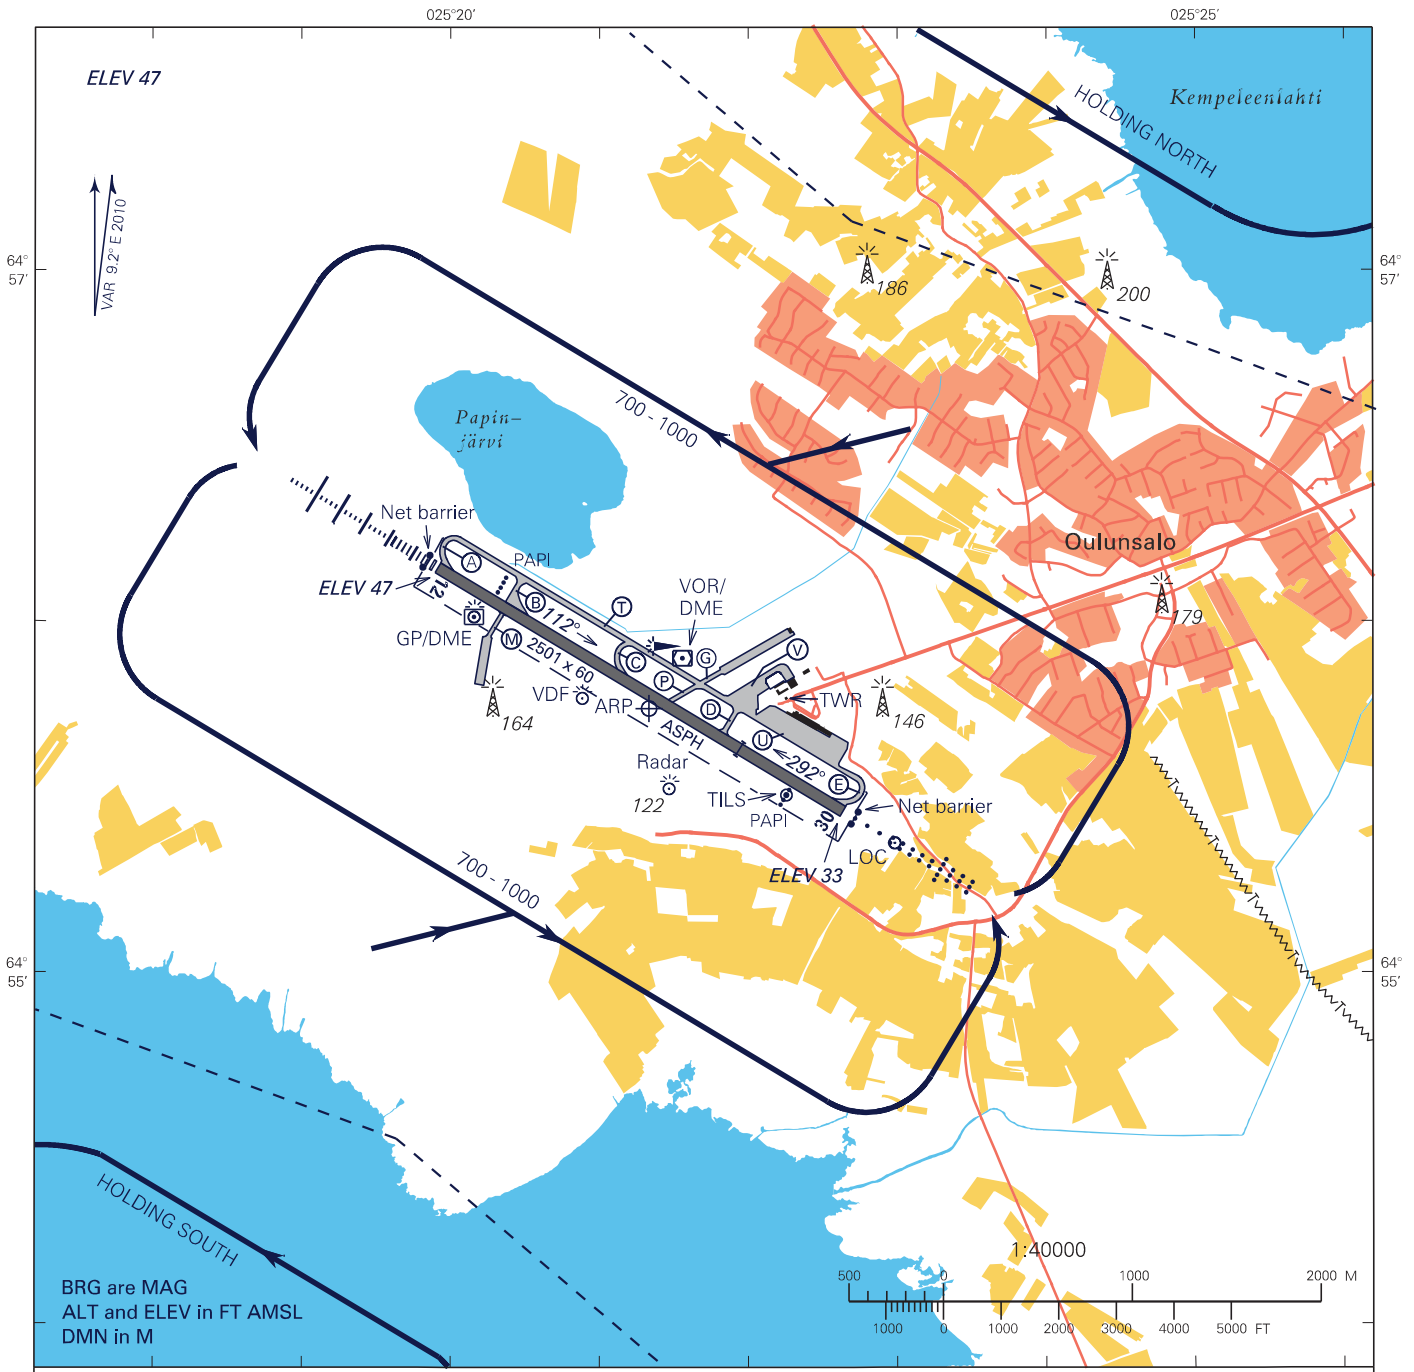 025°20'
025°25'
ELEV 47
Kempeleenlahti
HOLDING NORTH
VAR 9.2° E 2010
64°
57'
64°
57'
186
200
700 - 1000
Papin-
järvi
Net barrier
PAPI
Oulunsalo
A
ELEV 47
12
B
112°
T
VOR/
DME
179
GP/DME
M
2501 x 60
C
G
V
P
VDF
ARP
D
TWR
164
146
ASPH
U
292°
Radar
E
122
TILS
PAPI
30
Net barrier
LOC
ELEV 33
700 - 1000
64°
55'
64°
55'
T
T
T
T
T
HOLDING SOUTH
1:40000
500
0
1000
2000 M
1000
0
1000
2000
3000
4000
5000 FT
BRG are MAG
ALT and ELEV in FT AMSL
DMN in M